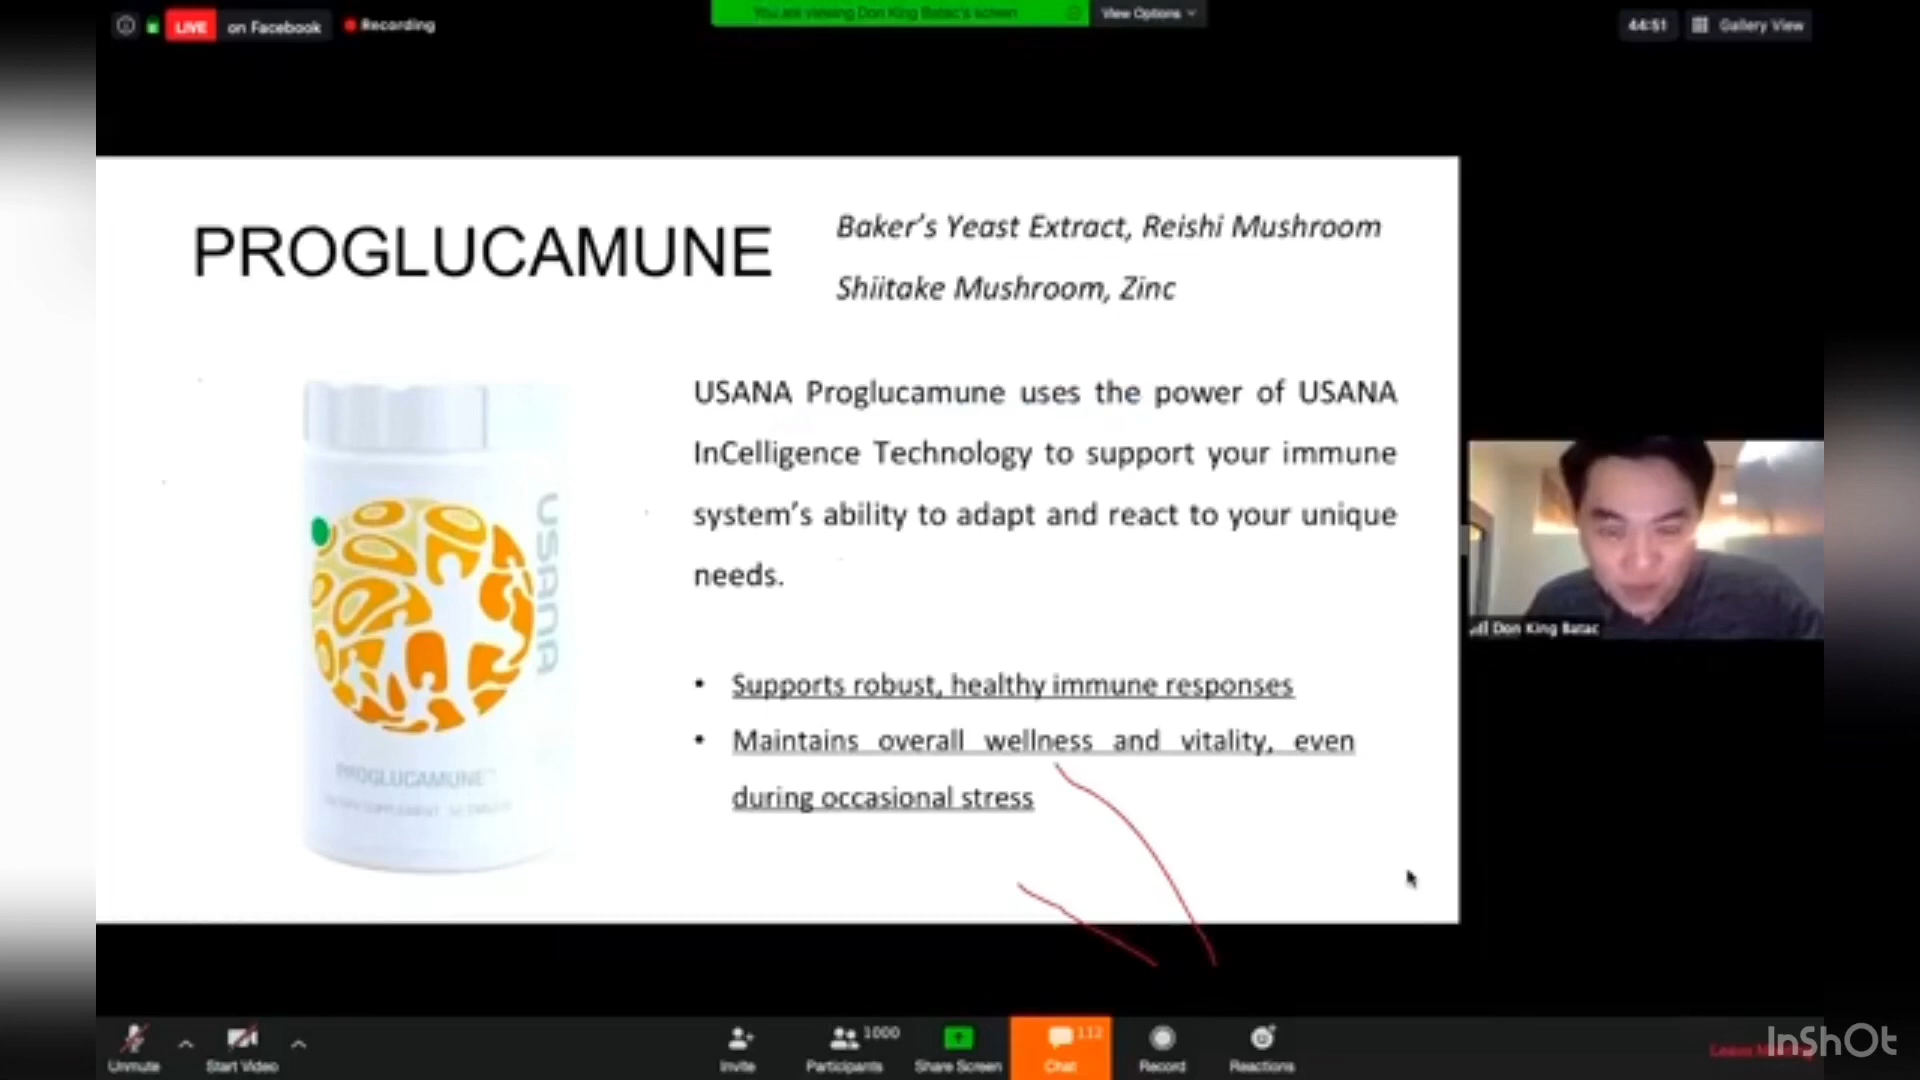 LIVE on Facebook Recording
You are viewing Don King Batac's screen
View Options
44:51 Gallery View
PROGLUCAMUNE
Baker's Yeast Extract, Reishi Mushroom
Shiitake Mushroom, Zinc
USANA Proglucamune uses the power of USANA
InCelligence Technology to support your immune
system's ability to adapt and react to your unique
needs.
• Supports robust, healthy immune responses
• Maintains overall wellness and vitality, even
during occasional stress
USANA
PROGLUCAMUNE™
Don King Batac
1000
112
Unmute
Start Video
Invite
Participants
Share Screen
Chat
Record
Reactions
Leave
InShOt